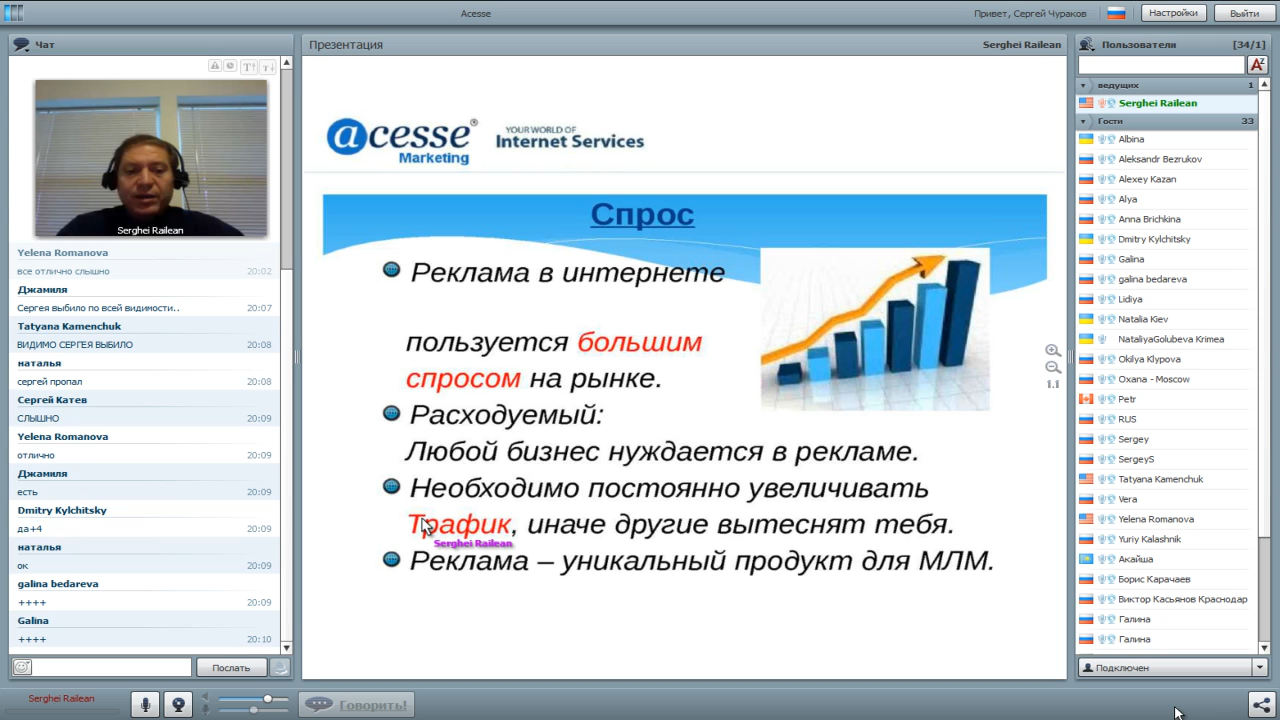 Acesse
Привет, Сергей Чураков
Настройки
Выйти
Чат
Презентация
Serghei Railean
Пользователи
[34/1]
Serghei Railean
Yelena Romanova
все отлично слышно 20:02
Джамиля
Сергея выбило по всей видимости.. 20:07
Tatyana Kamenchuk
ВИДИМО СЕРГЕЯ ВЫБИЛО 20:08
наталья
сергей пропал 20:08
Сергей Катев
СЛЫШНО 20:09
Yelena Romanova
отлично 20:09
Джамиля
есть 20:09
Dmitry Kylchitsky
да+4 20:09
наталья
ок 20:09
galina bedareva
++++ 20:09
Galina
++++ 20:10
Послать
Serghei Railean
Говорить!
acesse®
Marketing
YOUR WORLD OF
Internet Services
Спрос
Реклама в интернете
пользуется большим
спросом на рынке.
Расходуемый:
Любой бизнес нуждается в рекламе.
Необходимо постоянно увеличивать
Трафик, иначе другие вытеснят тебя.
Serghei Railean
Реклама – уникальный продукт для МЛМ.
1.1
ведущих 1
Serghei Railean
Гости 33
Albina
Aleksandr Bezrukov
Alexey Kazan
Alya
Anna Brichkina
Dmitry Kylchitsky
Galina
galina bedareva
Lidiya
Natalia Kiev
NataliyaGolubeva Krimea
Okilya Klypova
Oxana - Moscow
Petr
RUS
Sergey
SergeyS
Tatyana Kamenchuk
Vera
Yelena Romanova
Yuriy Kalashnik
Акайша
Борис Карачаев
Виктор Касьянов Краснодар
Галина
Галина
Подключен